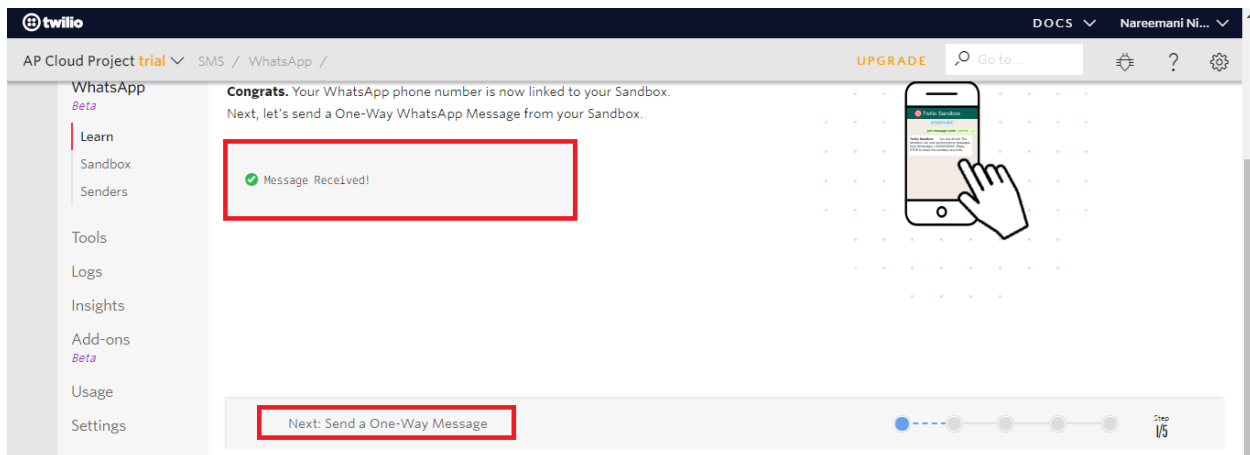 twilio
DOCS
Nareemani Ni...
AP Cloud Project trial
SMS / WhatsApp /
UPGRADE
Go to...
WhatsApp
Beta
Learn
Sandbox
Senders
Tools
Logs
Insights
Add-ons
Beta
Usage
Settings
Congrats. Your WhatsApp phone number is now linked to your Sandbox.
Next, let's send a One-Way WhatsApp Message from your Sandbox.
Message Received!
Twilio Sandbox
Next: Send a One-Way Message
Step
1/5